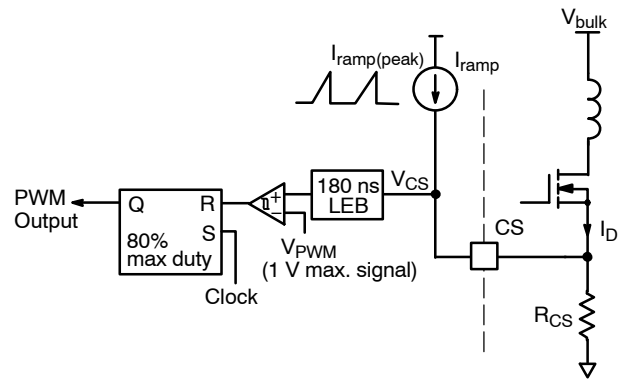 V_bulk
I_ramp(peak)
I_ramp
180 ns
LEB
V_CS
PWM
Output
Q
R
S
80%
max duty
+
−
V_PWM
(1 V max. signal)
Clock
CS
I_D
R_CS